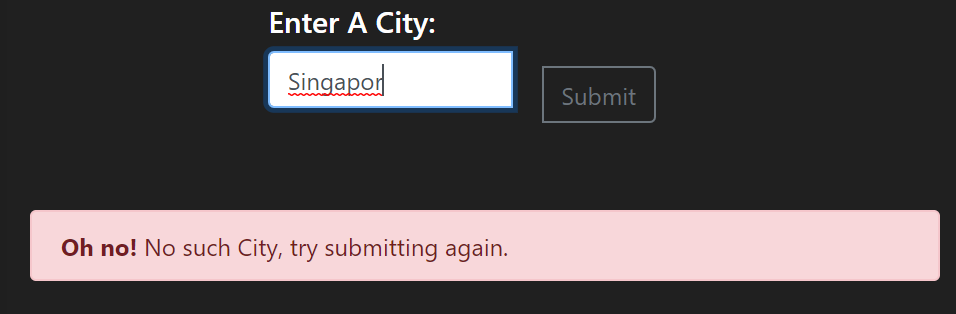 Enter A City:
Singapor
Submit
Oh no! No such City, try submitting again.